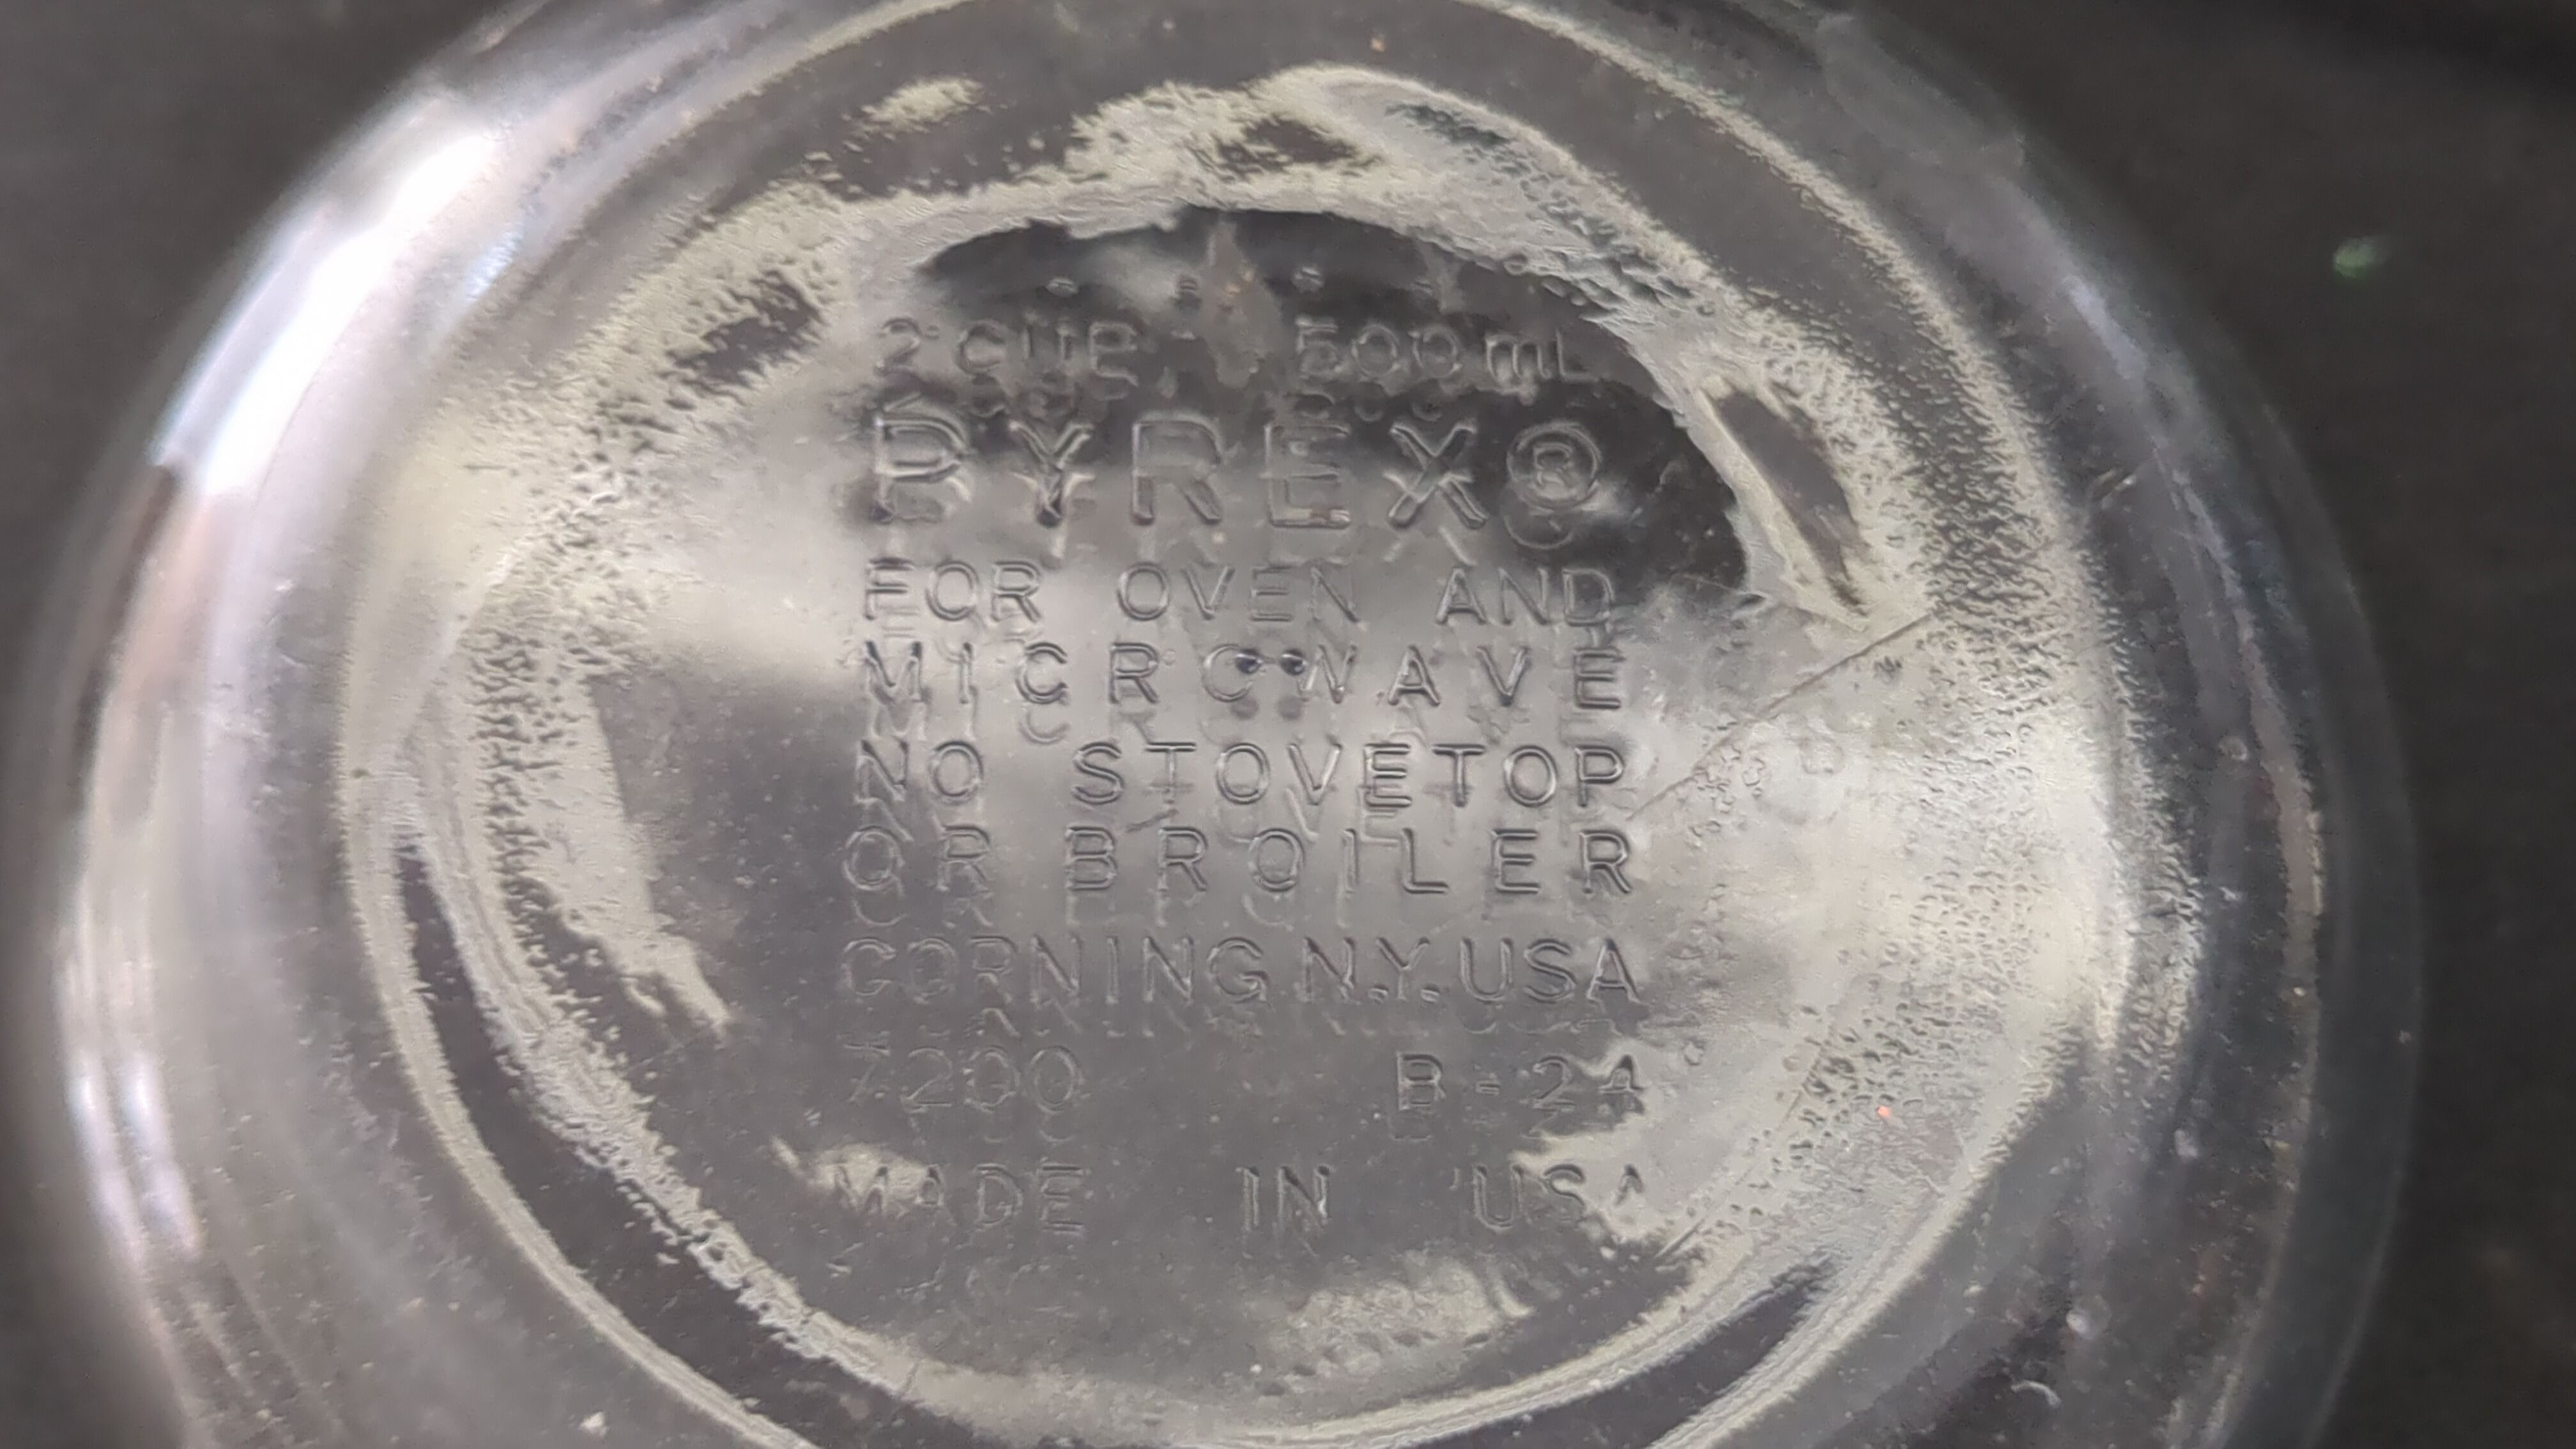 2 CUP 500 mL
PYREX®
FOR OVEN AND
MICROWAVE
NO STOVETOP
OR BROILER
CORNING N.Y. USA
7200 B-24
MADE IN USA